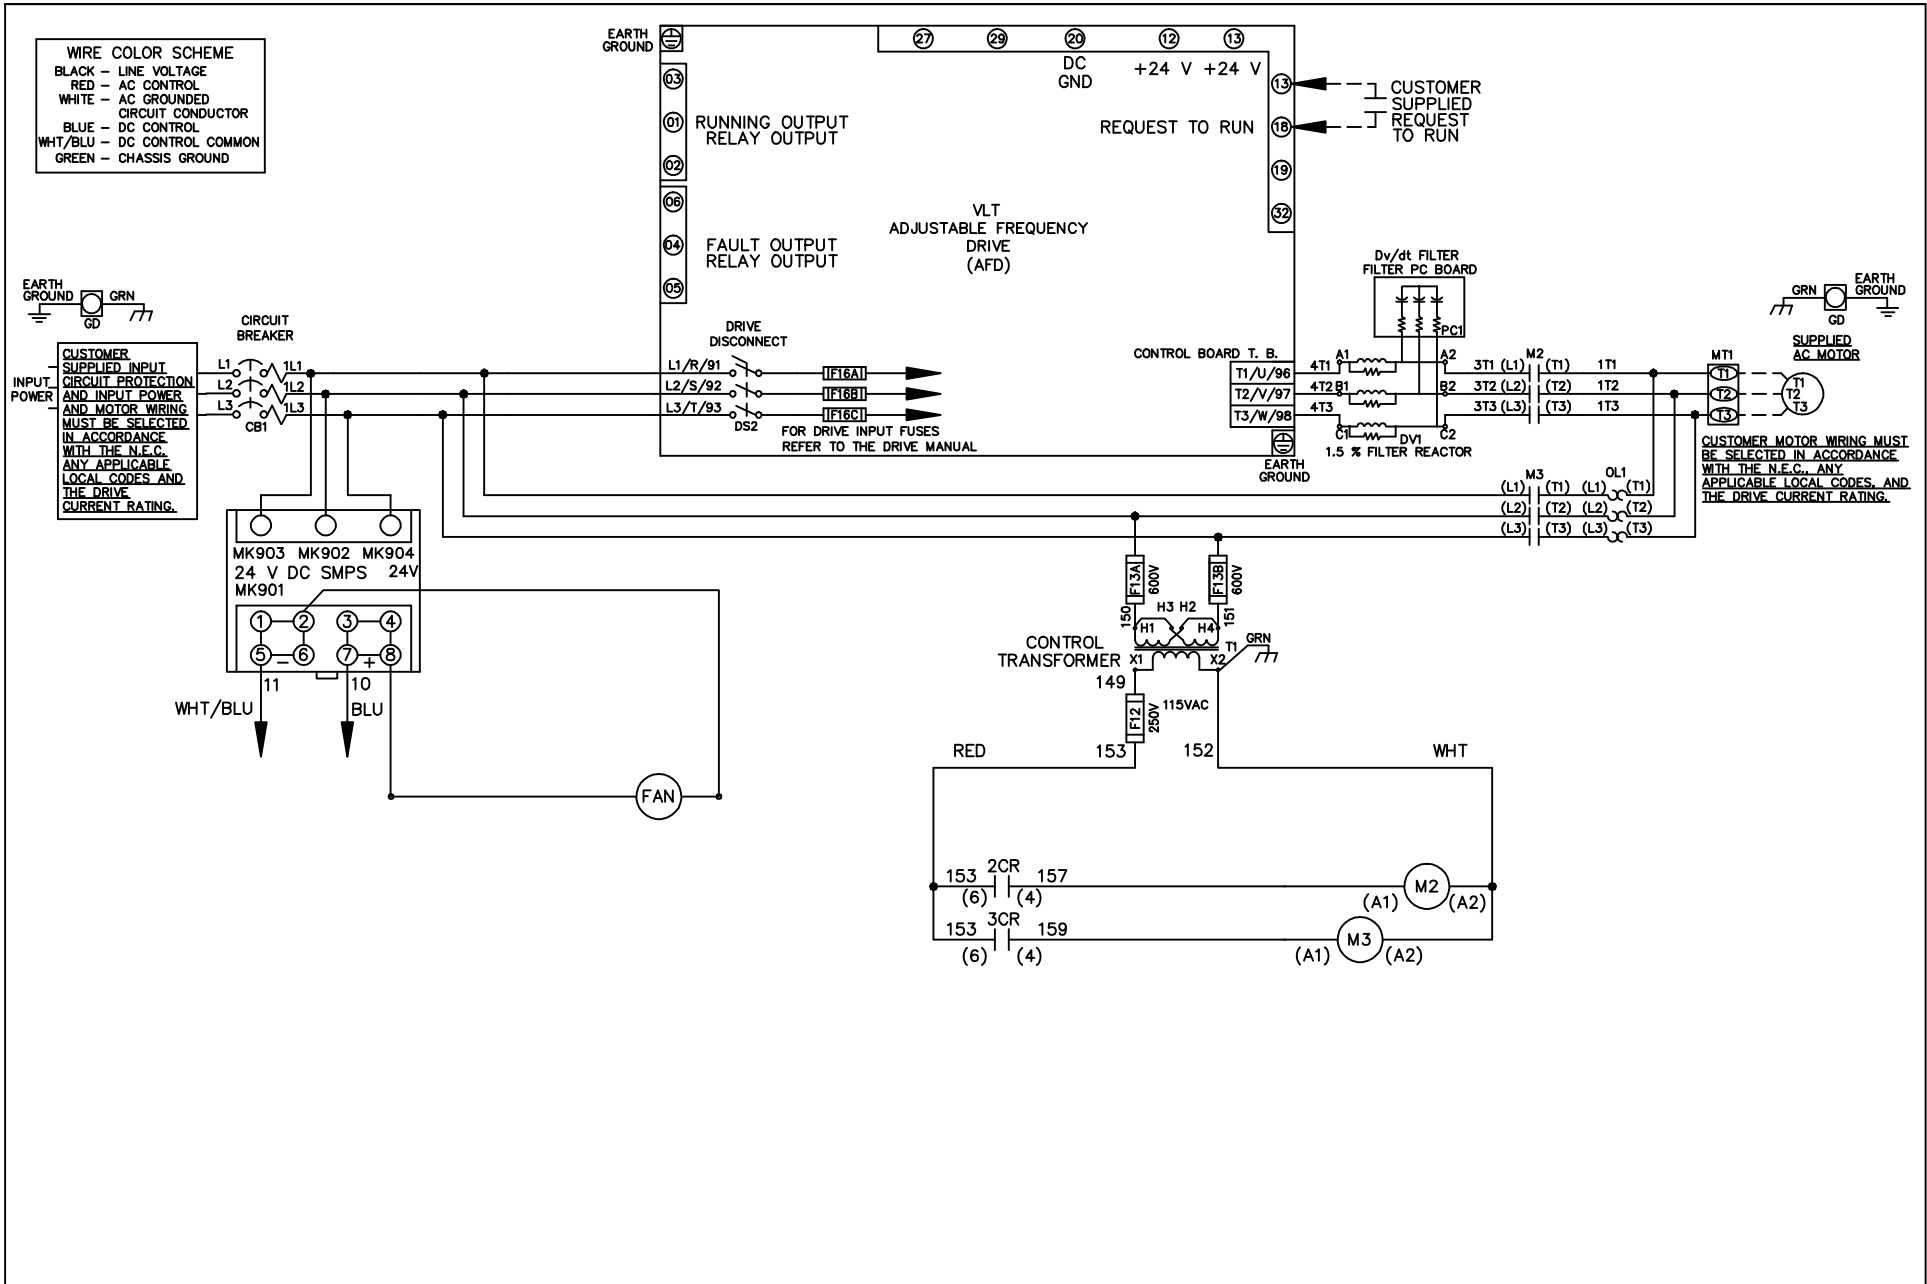 WIRE COLOR SCHEME
BLACK – LINE VOLTAGE
RED – AC CONTROL
WHITE – AC GROUNDED
CIRCUIT CONDUCTOR
BLUE – DC CONTROL
WHT/BLU – DC CONTROL COMMON
GREEN – CHASSIS GROUND
EARTH
GROUND
03
01
02
RUNNING OUTPUT
RELAY OUTPUT
06
04
05
FAULT OUTPUT
RELAY OUTPUT
27 29 20 12 13
DC
GND
+24 V +24 V
13
REQUEST TO RUN 18
19
32
CUSTOMER
SUPPLIED
REQUEST
TO RUN
VLT
ADJUSTABLE FREQUENCY
DRIVE
(AFD)
EARTH
GROUND
GRN
GD
INPUT
POWER
CUSTOMER
SUPPLIED INPUT
CIRCUIT PROTECTION
AND INPUT POWER
AND MOTOR WIRING
MUST BE SELECTED
IN ACCORDANCE
WITH THE N.E.C.
ANY APPLICABLE
LOCAL CODES AND
THE DRIVE
CURRENT RATING.
CIRCUIT
BREAKER
L1 1L1
L2 1L2
L3 1L3
CB1
DRIVE
DISCONNECT
L1/R/91 F16A
L2/S/92 F16B
L3/T/93 F16C
DS2
FOR DRIVE INPUT FUSES
REFER TO THE DRIVE MANUAL
CONTROL BOARD T. B.
T1/U/96
T2/V/97
T3/W/98
EARTH
GROUND
Dv/dt FILTER
FILTER PC BOARD
PC1
4T1 A1 A2
4T2 B1 B2
4T3 C1 C2
DV1
1.5 % FILTER REACTOR
M2
3T1 (L1) (T1) 1T1
3T2 (L2) (T2) 1T2
3T3 (L3) (T3) 1T3
MT1
T1
T2
T3
GRN
EARTH
GROUND
GD
SUPPLIED
AC MOTOR
T1
T2
T3
CUSTOMER MOTOR WIRING MUST
BE SELECTED IN ACCORDANCE
WITH THE N.E.C., ANY
APPLICABLE LOCAL CODES, AND
THE DRIVE CURRENT RATING.
M3 OL1
(L1) (T1) (L1) (T1)
(L2) (T2) (L2) (T2)
(L3) (T3) (L3) (T3)
MK903 MK902 MK904
24 V DC SMPS 24V
MK901
1 2 3 4
5 – 6 7 + 8
11 10
WHT/BLU BLU
FAN
F13A
600V
F13B
600V
150
151
H3 H2
H1 H4
CONTROL
TRANSFORMER
X1 X2
T1
GRN
149
F12
250V
115VAC
RED 153 152 WHT
2CR
153 157
(6) (4)
M2
(A1) (A2)
3CR
153 159
(6) (4)
M3
(A1) (A2)